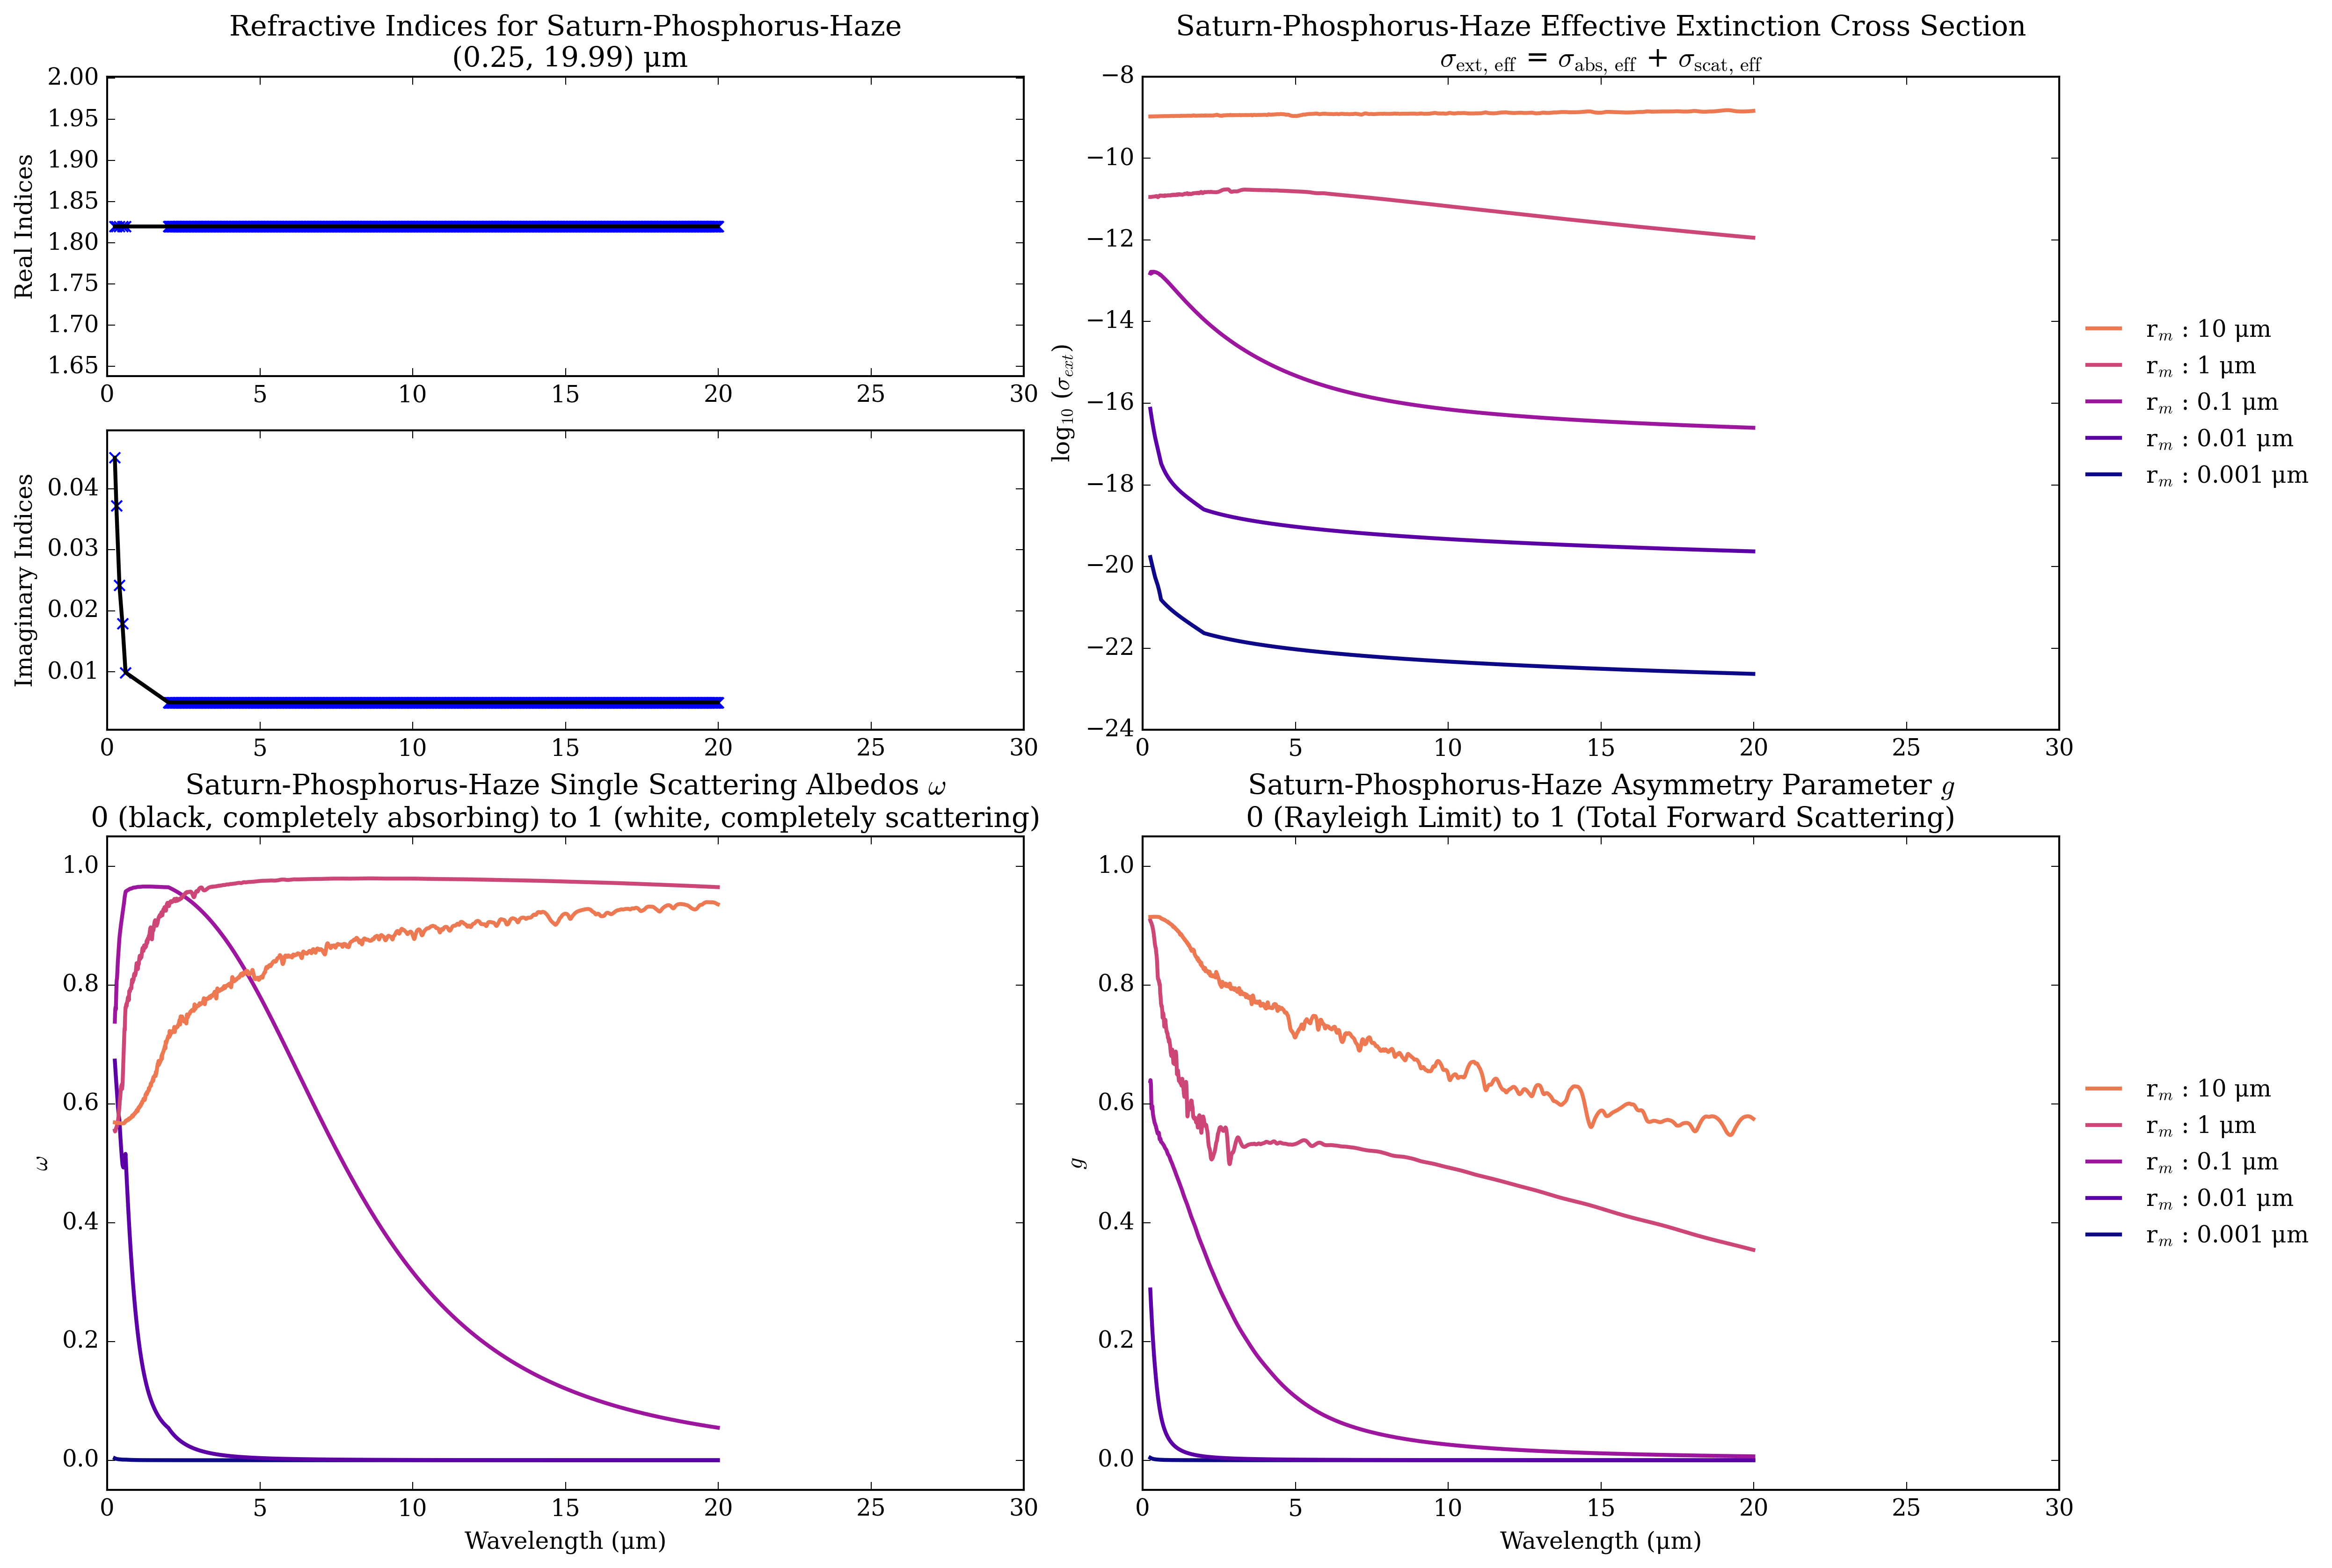 Refractive Indices for Saturn-Phosphorus-Haze
(0.25, 19.99) μm
Real Indices
2.00
1.95
1.90
1.85
1.80
1.75
1.70
1.65
0 5 10 15 20 25 30
Imaginary Indices
0.04
0.03
0.02
0.01
0 5 10 15 20 25 30
Saturn-Phosphorus-Haze Effective Extinction Cross Section
σext, eff = σabs, eff + σscat, eff
log10 (σext)
−8
−10
−12
−14
−16
−18
−20
−22
−24
0 5 10 15 20 25 30
rm : 10 μm
rm : 1 μm
rm : 0.1 μm
rm : 0.01 μm
rm : 0.001 μm
Saturn-Phosphorus-Haze Single Scattering Albedos ω
0 (black, completely absorbing) to 1 (white, completely scattering)
ω
1.0
0.8
0.6
0.4
0.2
0.0
0 5 10 15 20 25 30
Wavelength (μm)
Saturn-Phosphorus-Haze Asymmetry Parameter g
0 (Rayleigh Limit) to 1 (Total Forward Scattering)
g
1.0
0.8
0.6
0.4
0.2
0.0
0 5 10 15 20 25 30
Wavelength (μm)
rm : 10 μm
rm : 1 μm
rm : 0.1 μm
rm : 0.01 μm
rm : 0.001 μm